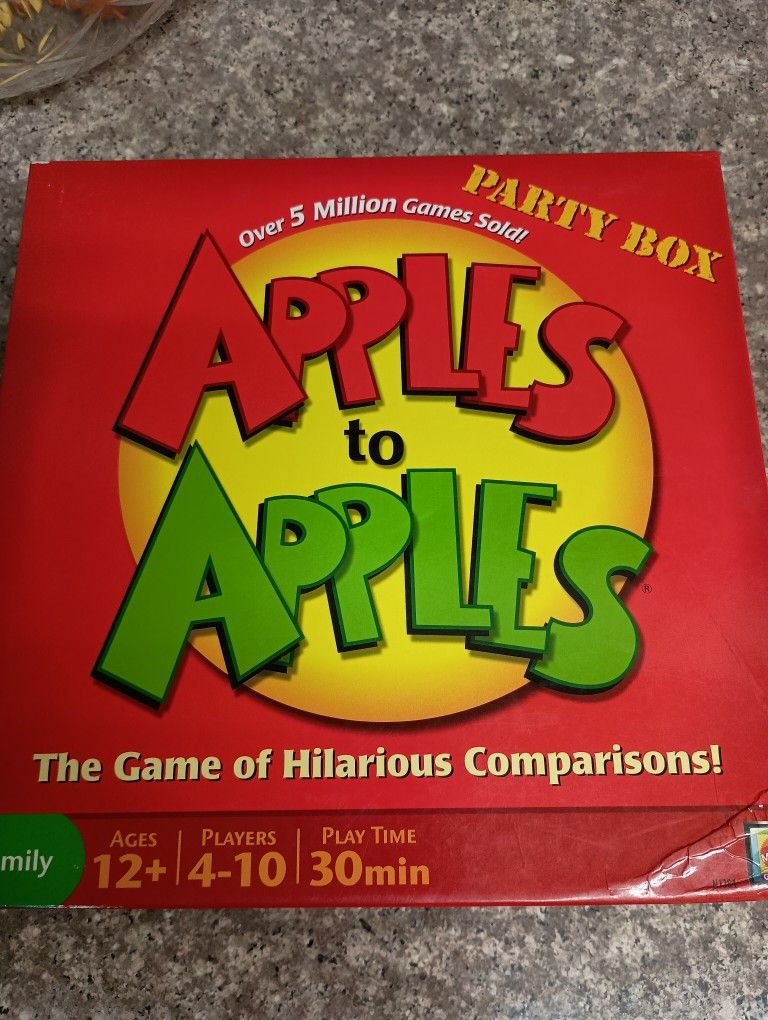 PARTY BOX
Over 5 Million Games Sold!
APPLES
to
APPLES®
The Game of Hilarious Comparisons!
mily
AGES 12+
PLAYERS 4-10
PLAY TIME 30min